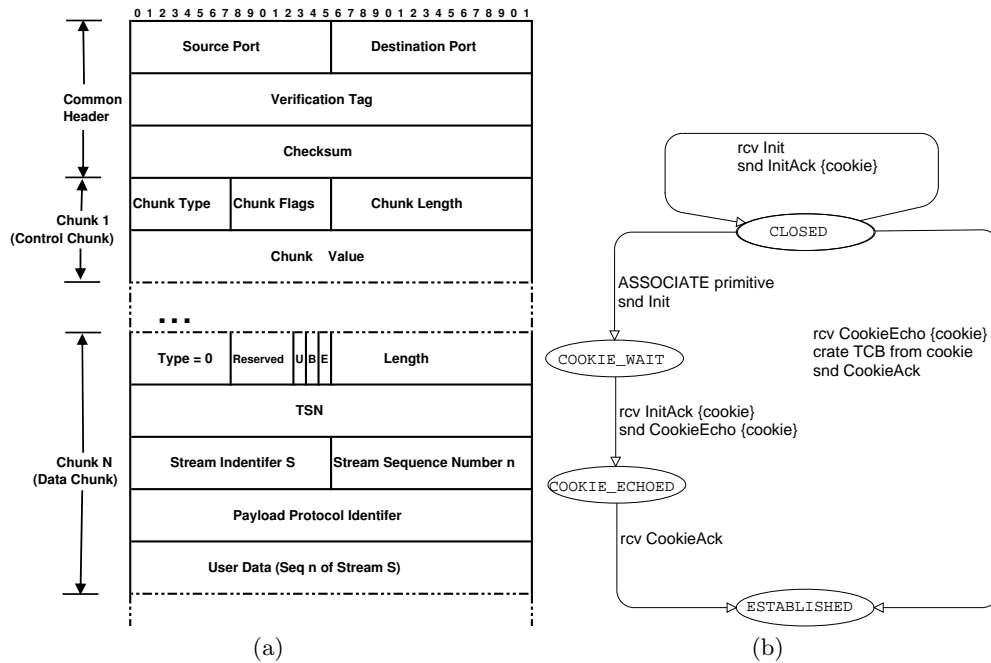 0 1 2 3 4 5 6 7 8 9 0 1 2 3 4 5 6 7 8 9 0 1 2 3 4 5 6 7 8 9 0 1
Source Port
Destination Port
Common
Header
Verification Tag
Checksum
Chunk 1
(Control Chunk)
Chunk Type
Chunk Flags
Chunk Length
Chunk Value
...
Chunk N
(Data Chunk)
Type = 0
Reserved
U
B
E
Length
TSN
Stream Indentifer S
Stream Sequence Number n
Payload Protocol Identifer
User Data (Seq n of Stream S)
(a)
rcv Init
snd InitAck {cookie}
CLOSED
ASSOCIATE primitive
snd Init
rcv CookieEcho {cookie}
crate TCB from cookie
snd CookieAck
COOKIE_WAIT
rcv InitAck {cookie}
snd CookieEcho {cookie}
COOKIE_ECHOED
rcv CookieAck
ESTABLISHED
(b)